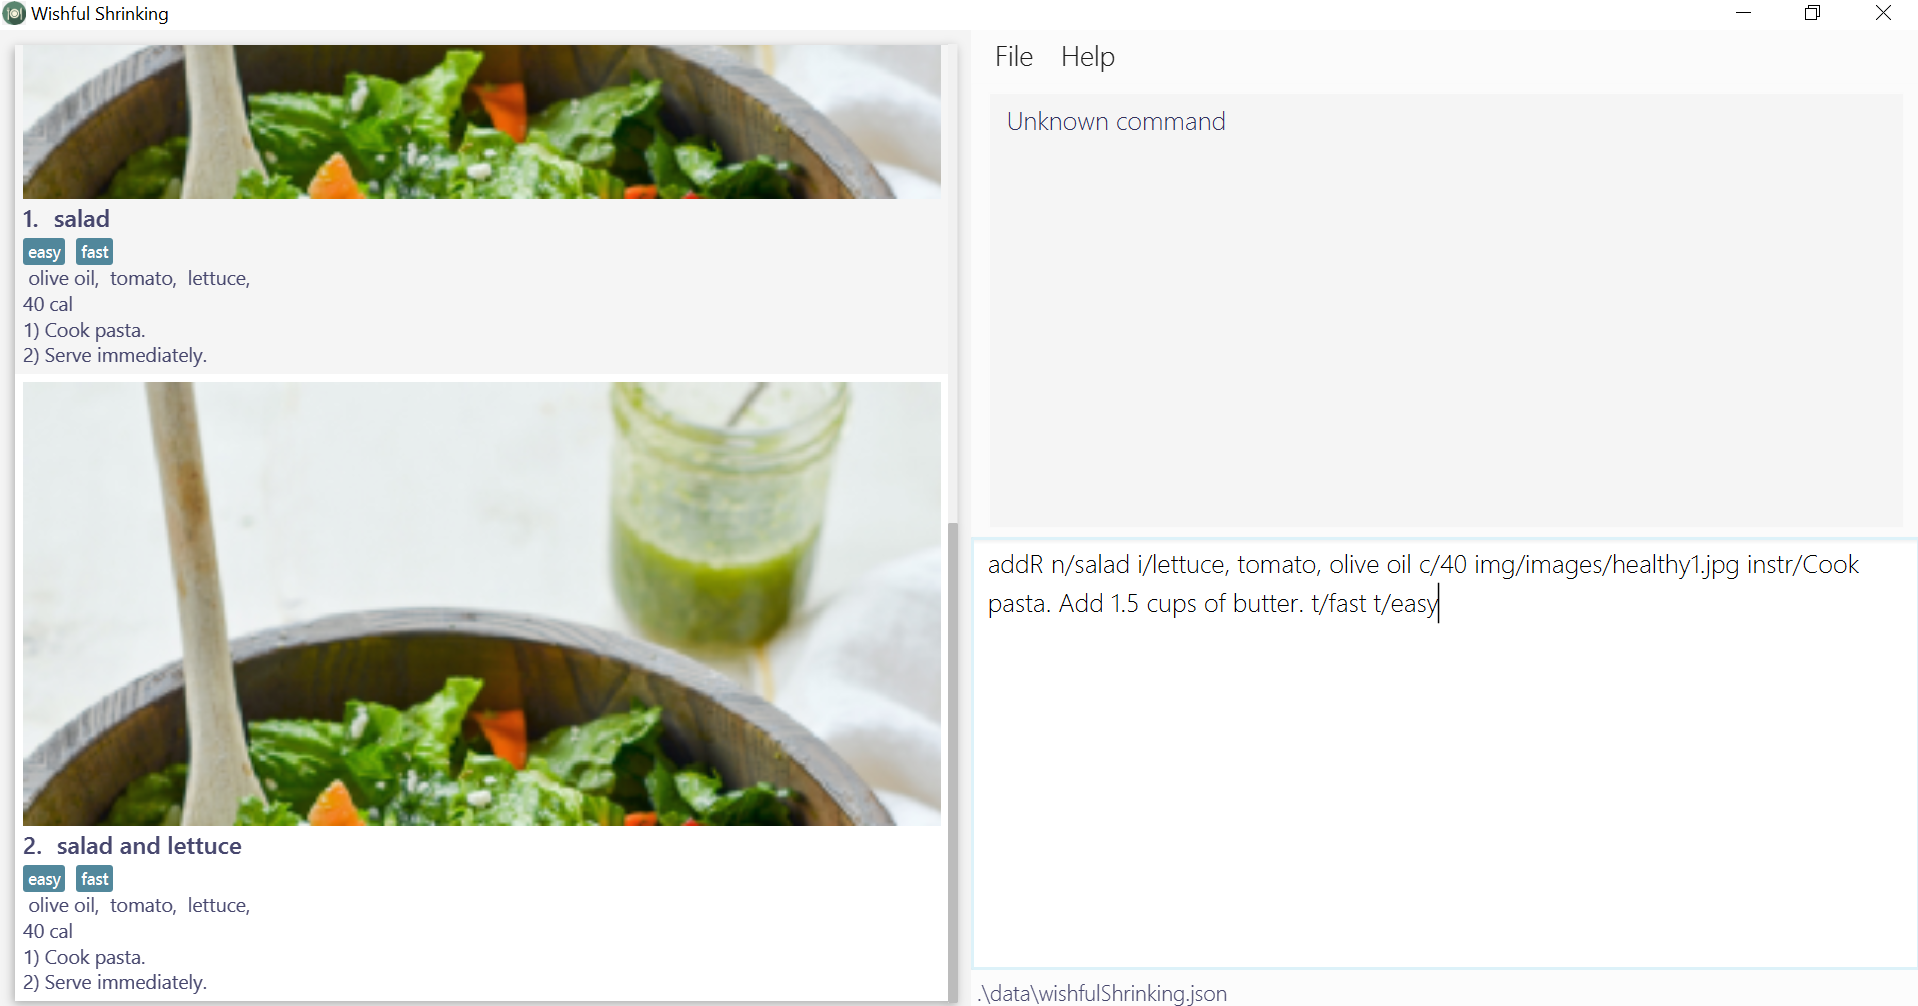 Wishful Shrinking
1. salad
easy fast
olive oil, tomato, lettuce,
40 cal
1) Cook pasta.
2) Serve immediately.
2. salad and lettuce
easy fast
olive oil, tomato, lettuce,
40 cal
1) Cook pasta.
2) Serve immediately.
File Help
Unknown command
addR n/salad i/lettuce, tomato, olive oil c/40 img/images/healthy1.jpg instr/Cook
pasta. Add 1.5 cups of butter. t/fast t/easy
.\data\wishfulShrinking.json